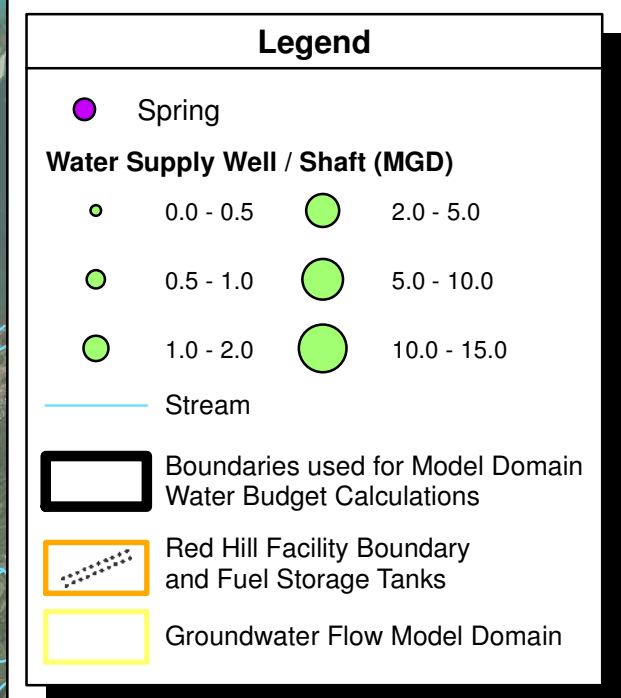 Legend
Spring
Water Supply Well / Shaft (MGD)
0.0 - 0.5
2.0 - 5.0
0.5 - 1.0
5.0 - 10.0
1.0 - 2.0
10.0 - 15.0
Stream
Boundaries used for Model Domain
Water Budget Calculations
Red Hill Facility Boundary
and Fuel Storage Tanks
Groundwater Flow Model Domain